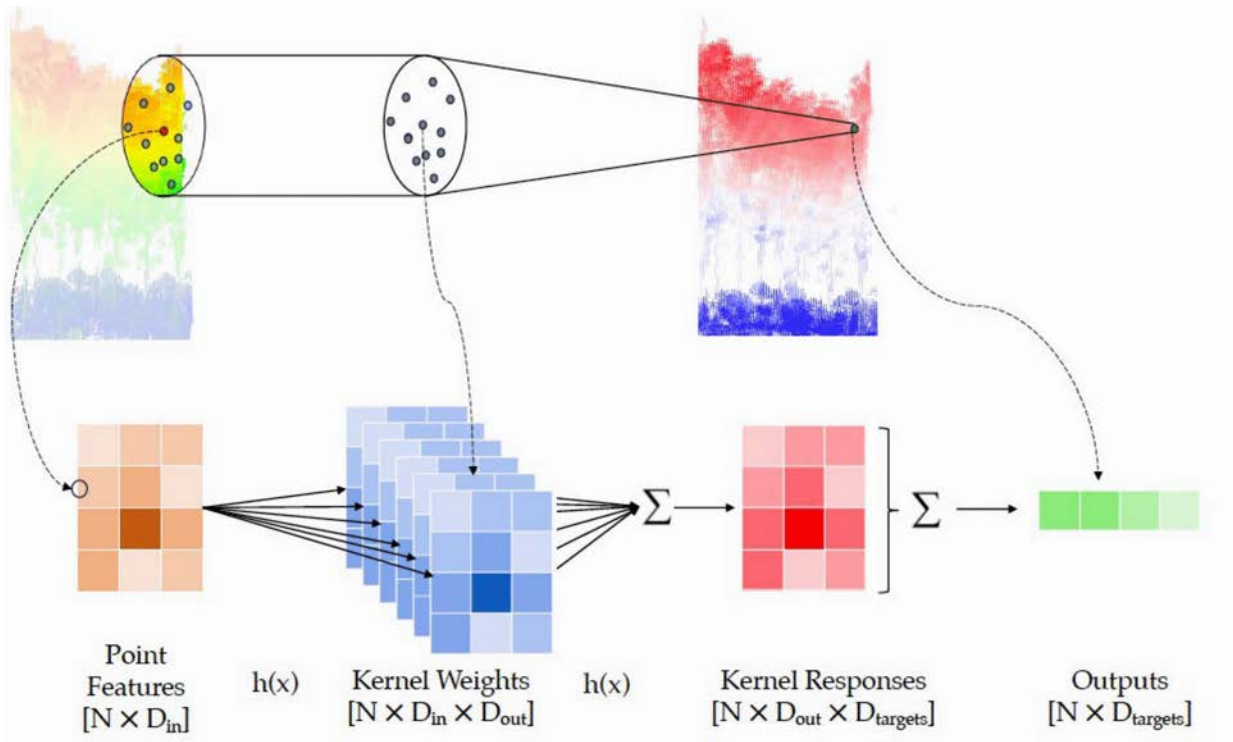 Σ
Σ
Point
Features
[N × D_in]
h(x)
Kernel Weights
[N × D_in × D_out]
h(x)
Kernel Responses
[N × D_out × D_targets]
Outputs
[N × D_targets]